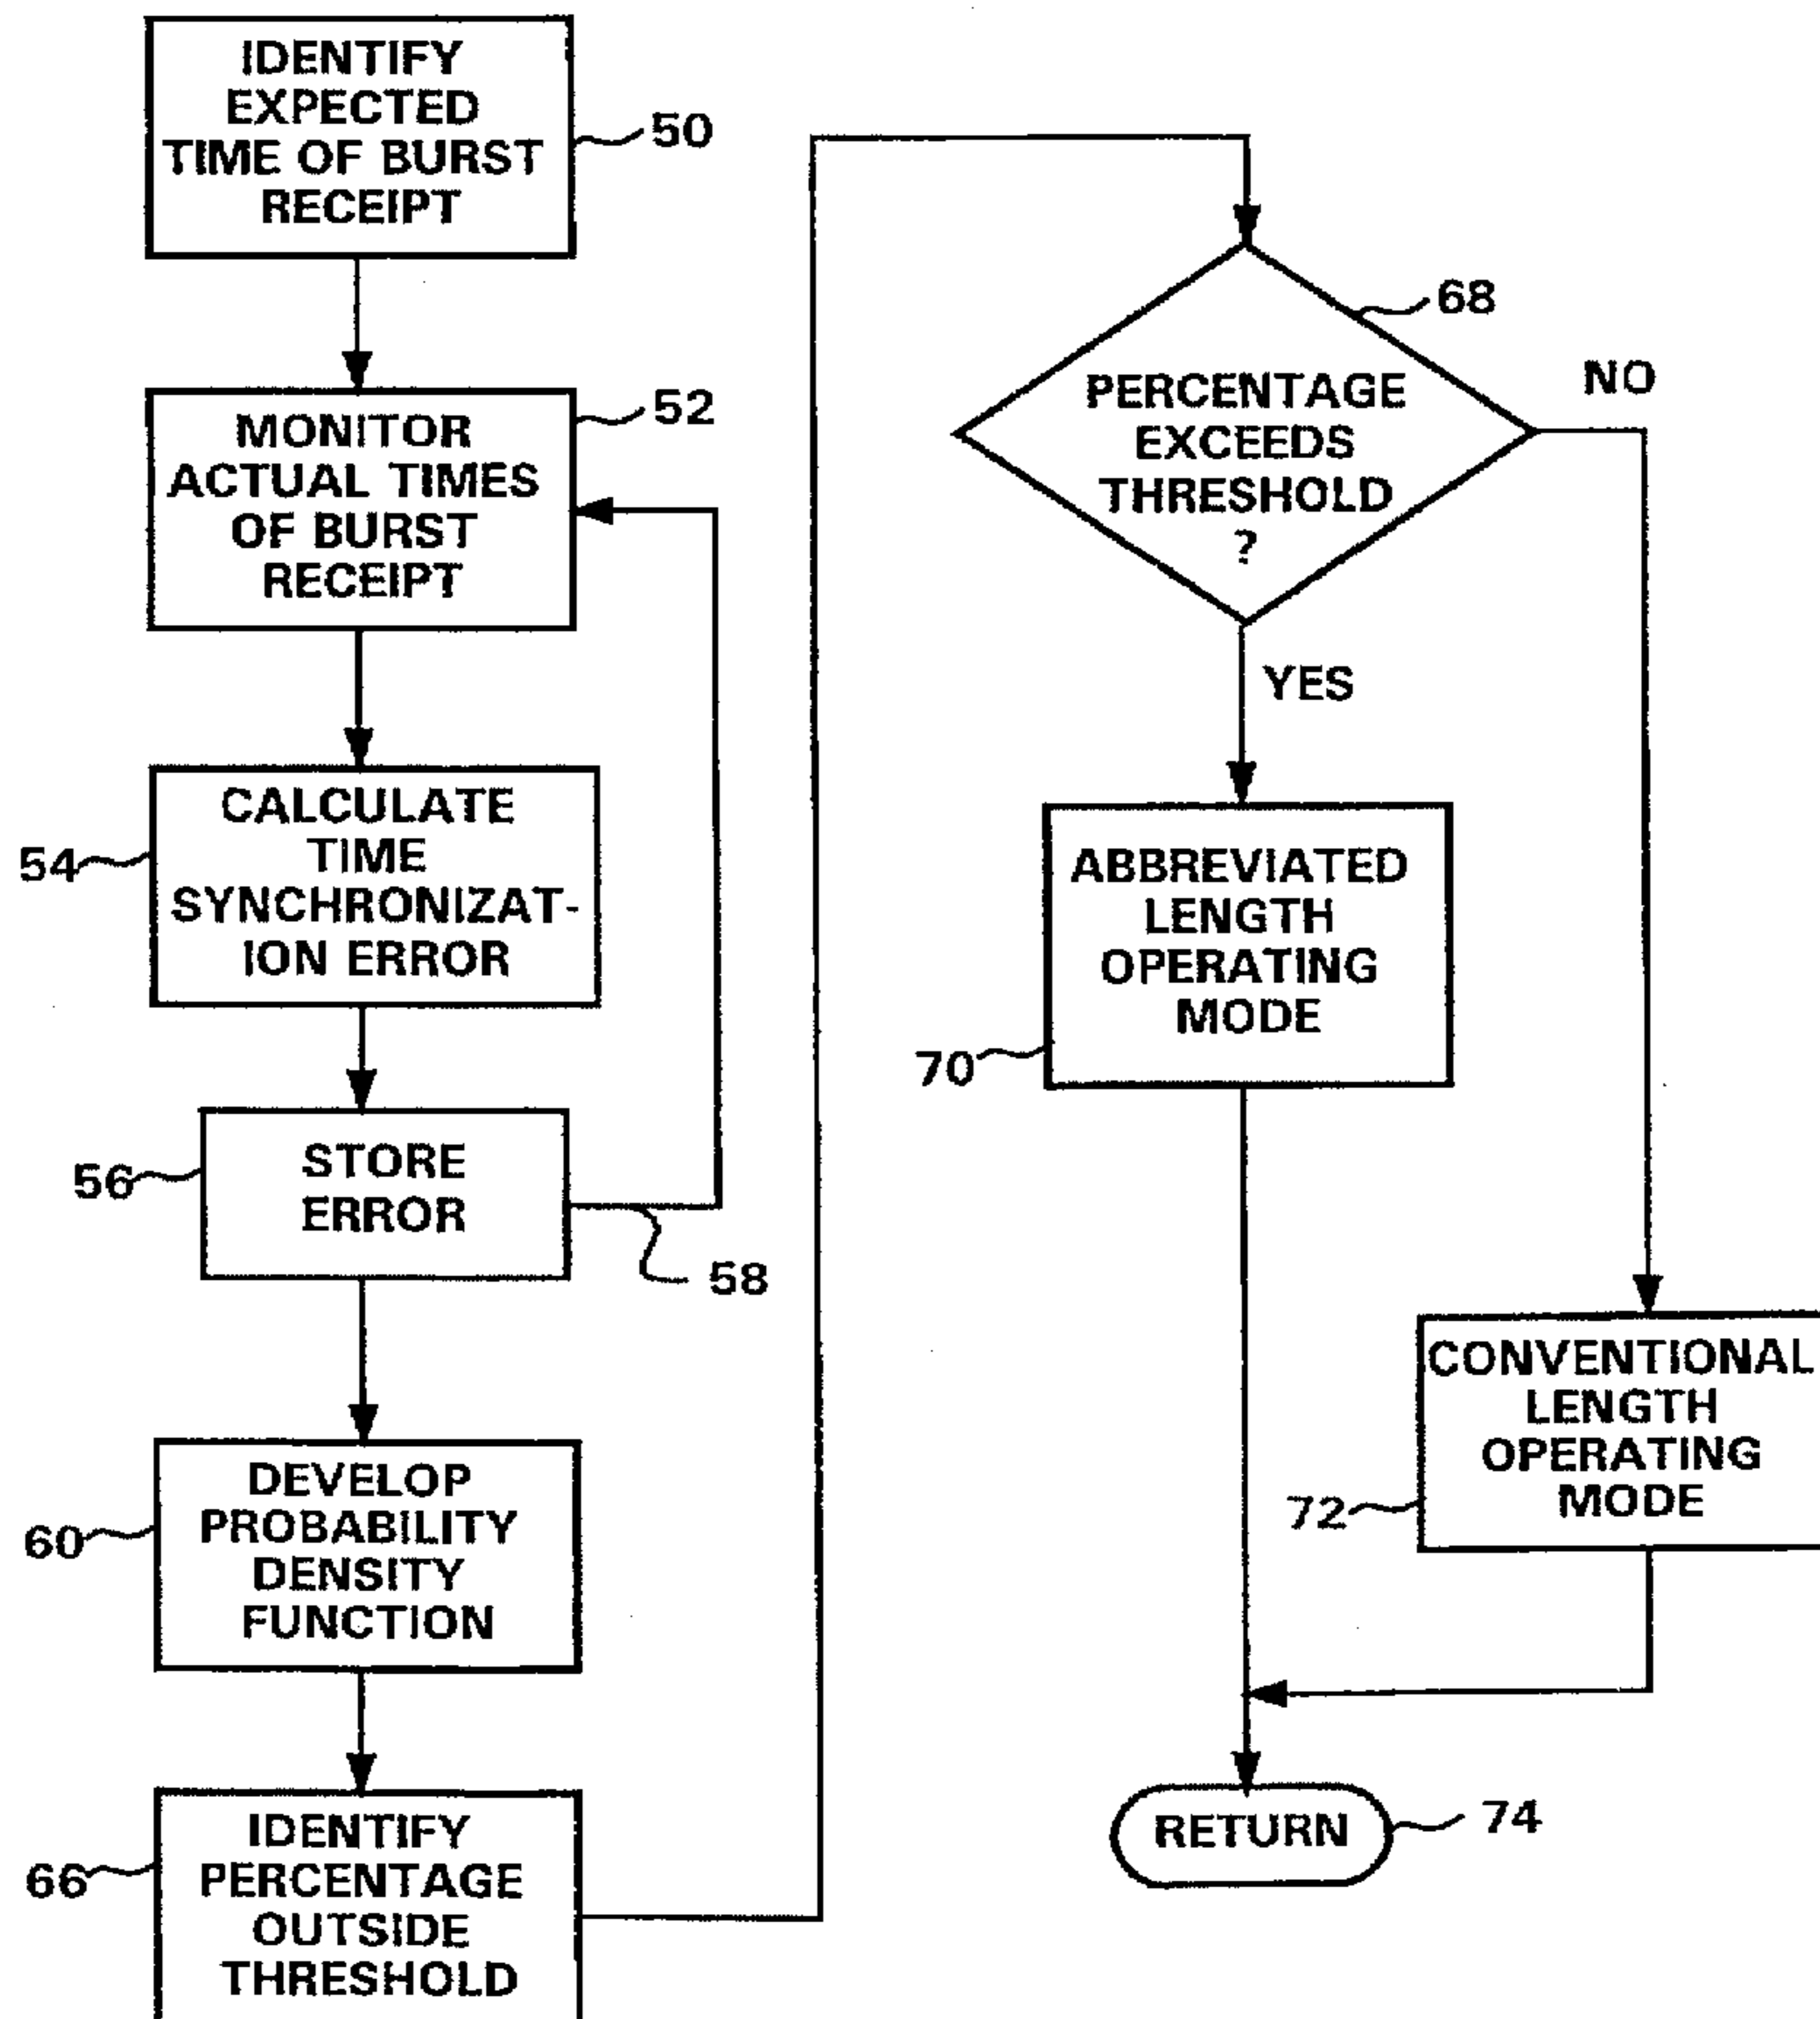 IDENTIFY
EXPECTED
TIME OF BURST
RECEIPT
50
MONITOR
ACTUAL TIMES
OF BURST
RECEIPT
52
CALCULATE
TIME
SYNCHRONIZAT-
ION ERROR
54
STORE
ERROR
56
58
DEVELOP
PROBABILITY
DENSITY
FUNCTION
60
IDENTIFY
PERCENTAGE
OUTSIDE
THRESHOLD
66
PERCENTAGE
EXCEEDS
THRESHOLD
?
68
NO
YES
ABBREVIATED
LENGTH
OPERATING
MODE
70
CONVENTIONAL
LENGTH
OPERATING
MODE
72
RETURN
74